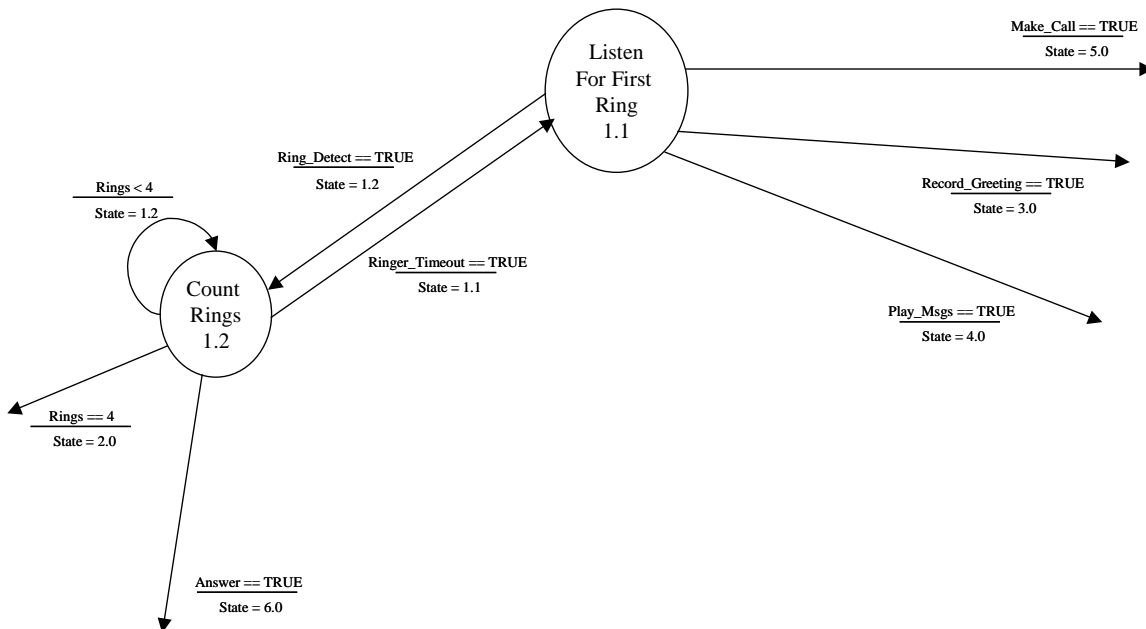 Make_Call == TRUE
State = 5.0
Listen
For First
Ring
1.1
Ring_Detect == TRUE
State = 1.2
Rings < 4
State = 1.2
Record_Greeting == TRUE
State = 3.0
Ringer_Timeout == TRUE
State = 1.1
Count
Rings
1.2
Play_Msgs == TRUE
State = 4.0
Rings == 4
State = 2.0
Answer == TRUE
State = 6.0